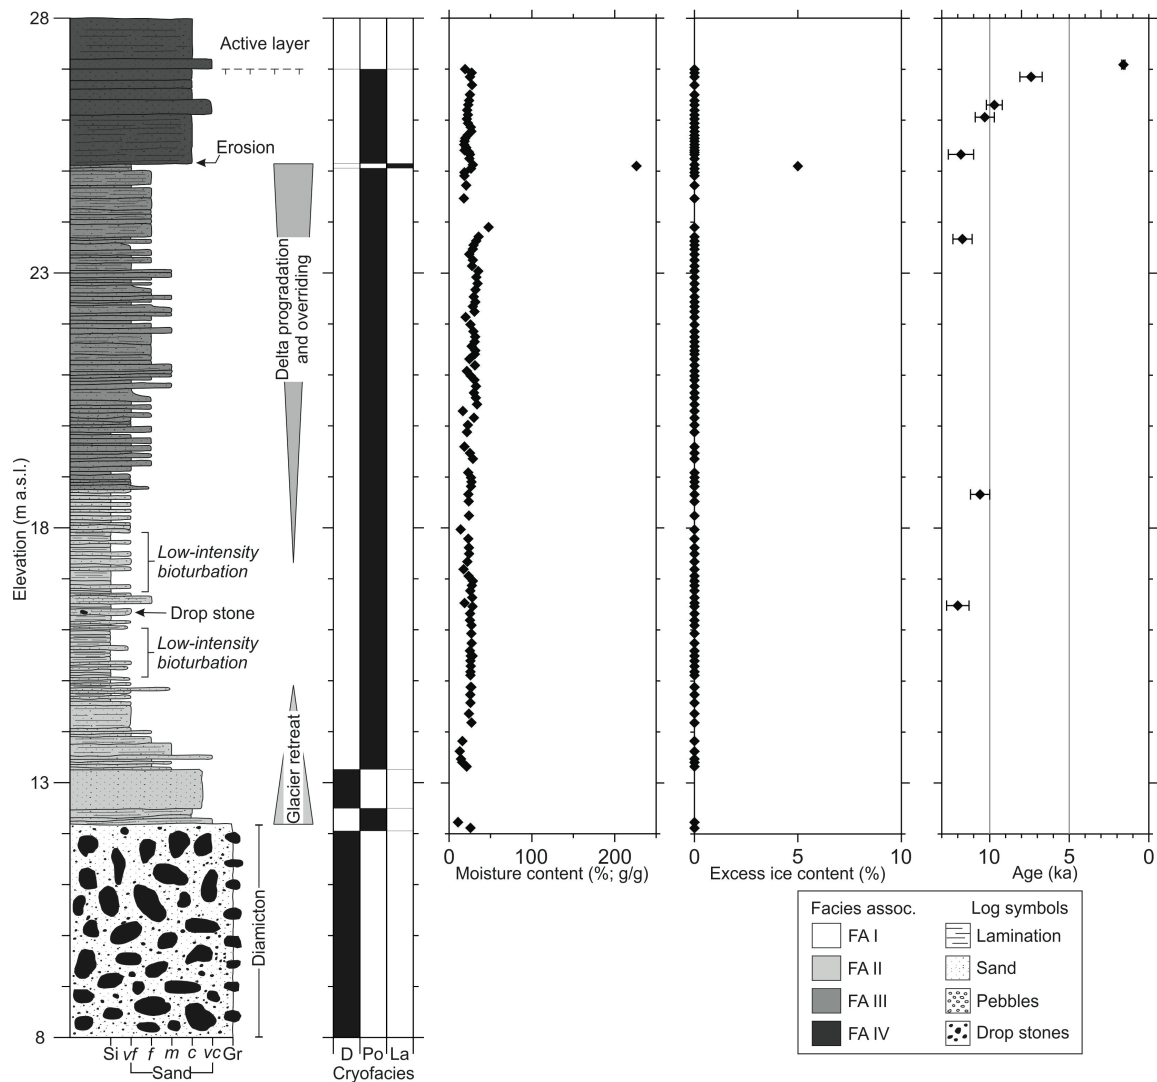 28
Active layer
Erosion
23
Delta progradation
and overriding
Elevation (m a.s.l.)
18
Low-intensity
bioturbation
Drop stone
Low-intensity
bioturbation
Glacier retreat
13
Diamicton
8
Si vf f m c vc Gr
Sand
D Po La
Cryofacies
0 100 200
Moisture content (%; g/g)
0 5 10
Excess ice content (%)
10 5 0
Age (ka)
Facies assoc. Log symbols
FA I Lamination
FA II Sand
FA III Pebbles
FA IV Drop stones